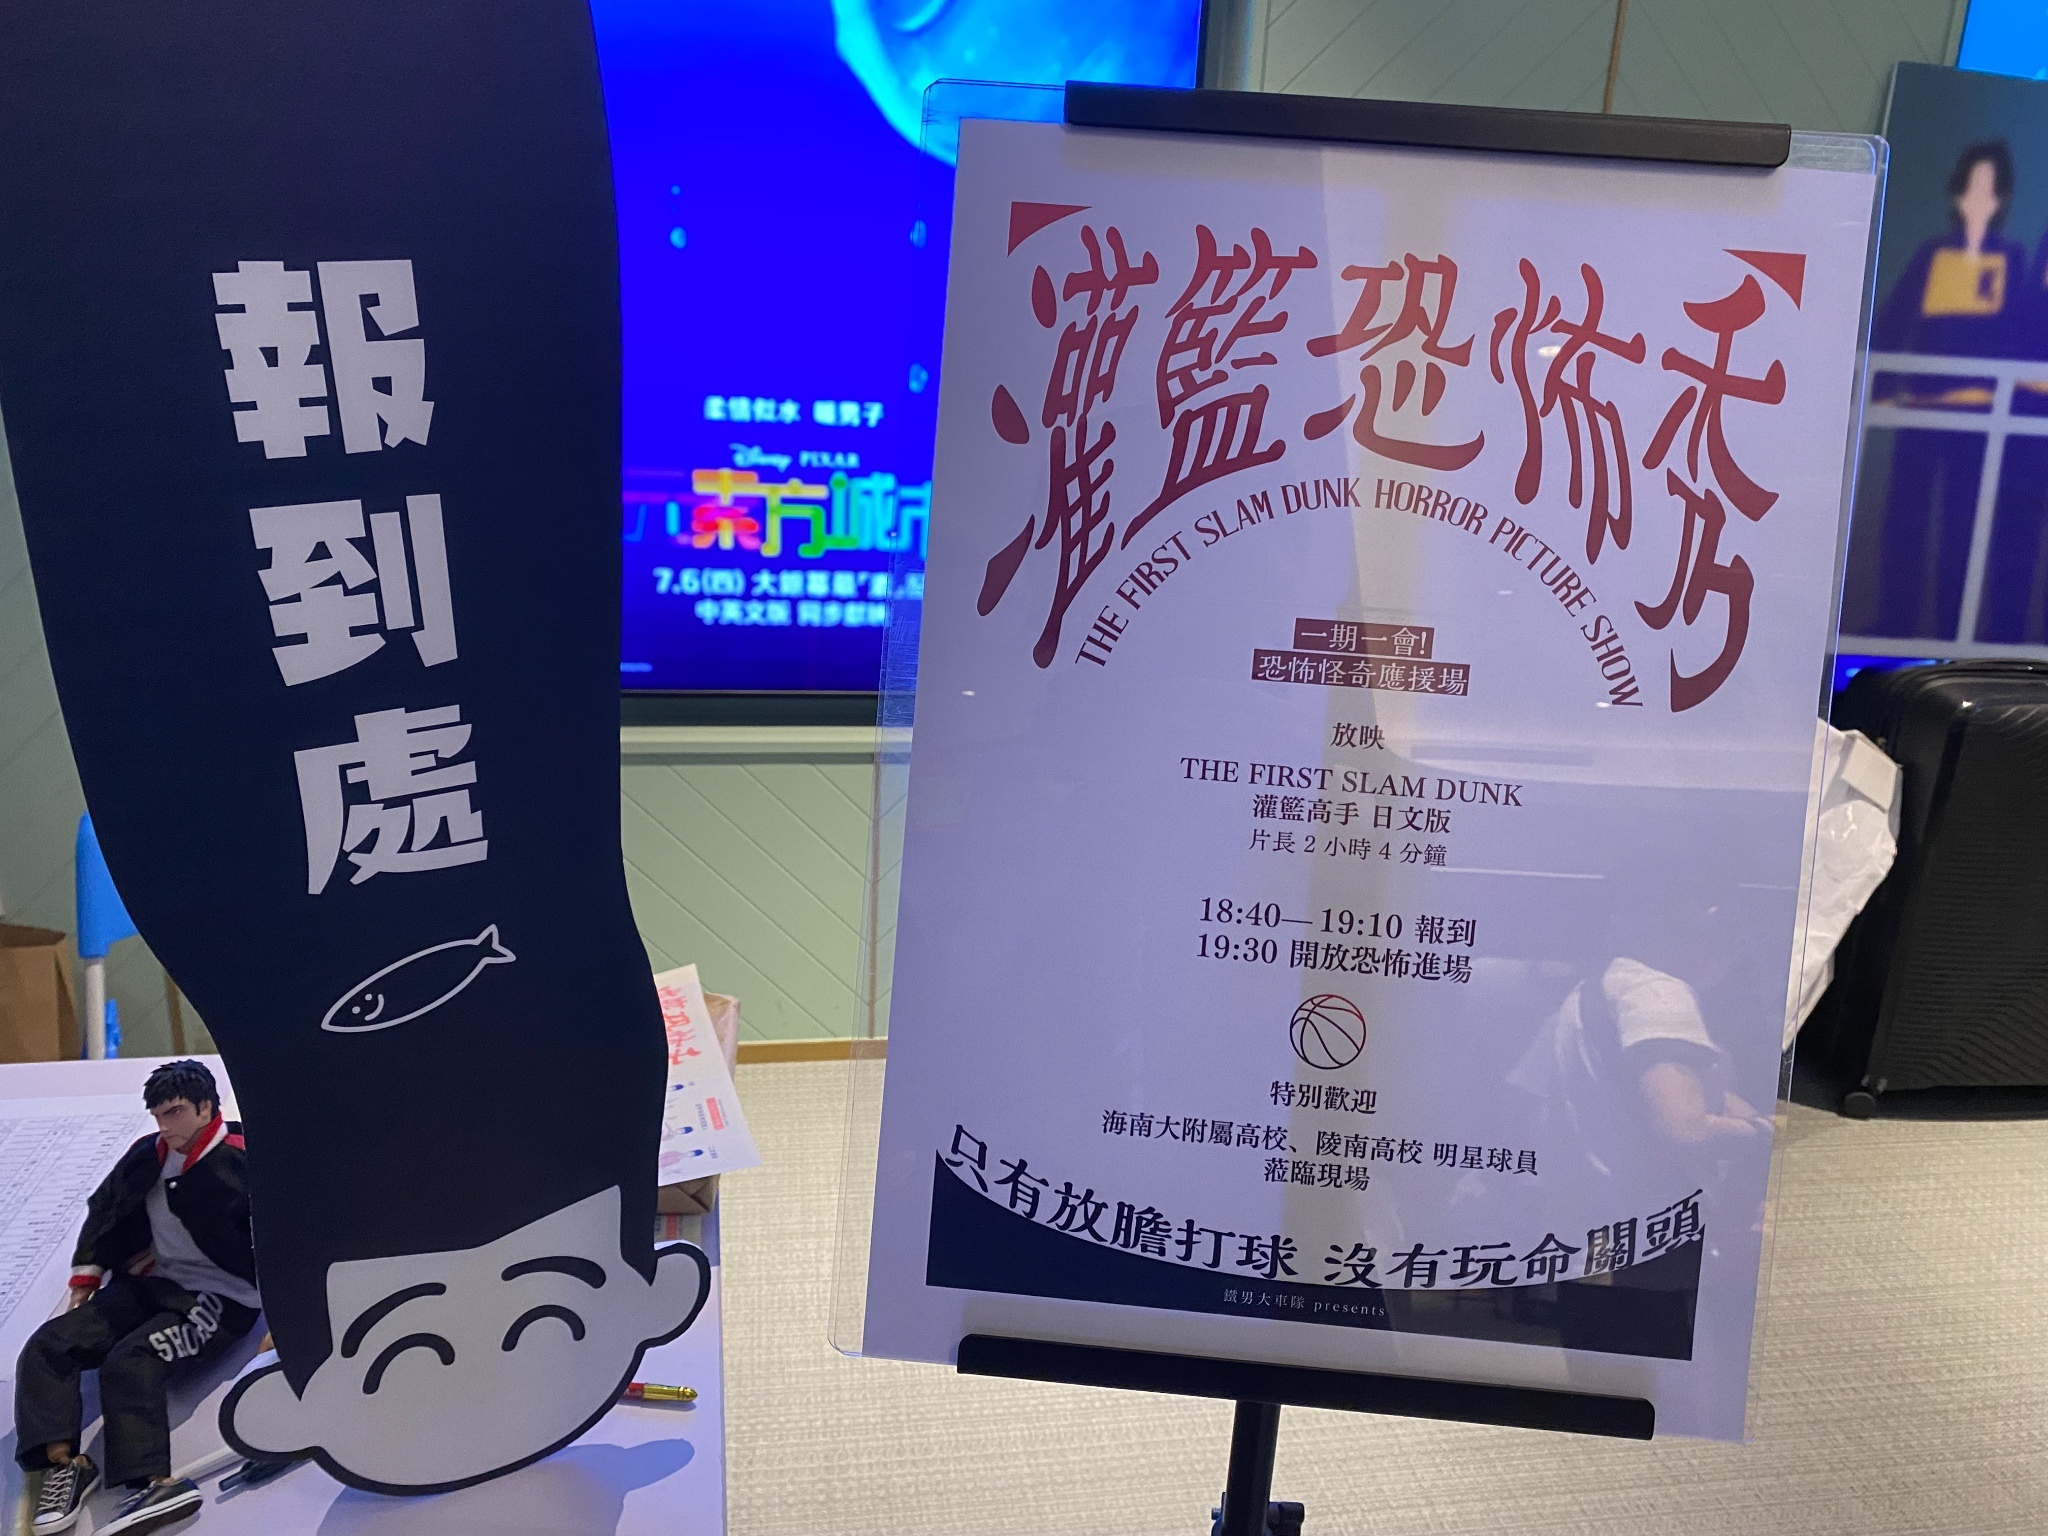 報到處
柔情似水 暖男子
Disney PIXAR
7.6(四) 大銀幕最「
中英文版 同步獻映
SHOHO
「灌籃恐怖秀」
THE FIRST SLAM DUNK HORROR PICTURE SHOW
一期一會!
恐怖怪奇應援場
放映
THE FIRST SLAM DUNK
灌籃高手 日文版
片長 2 小時 4 分鐘
18:40—19:10 報到
19:30 開放恐怖進場
特別歡迎
海南大附屬高校、陵南高校 明星球員
蒞臨現場
只有放膽打球 沒有玩命關頭
鐵男大車隊 presents